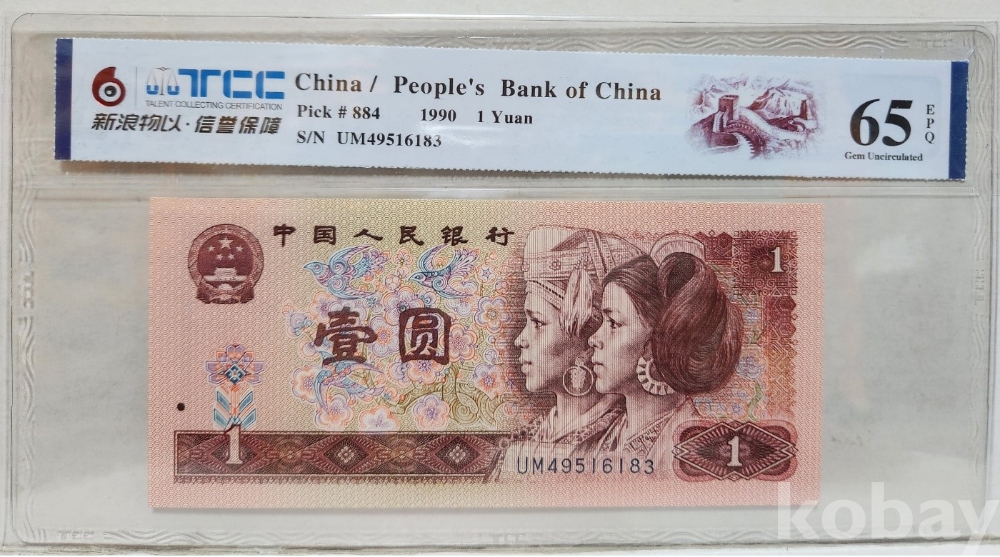 TCC
TALENT COLLECTING CERTIFICATION
新浪物以·信誉保障
China / People's Bank of China
Pick # 884 1990 1 Yuan
S/N UM49516183
65
EPQ
Gem Uncirculated
中国人民银行
1
壹圆
1
UM49516183
1
kobay